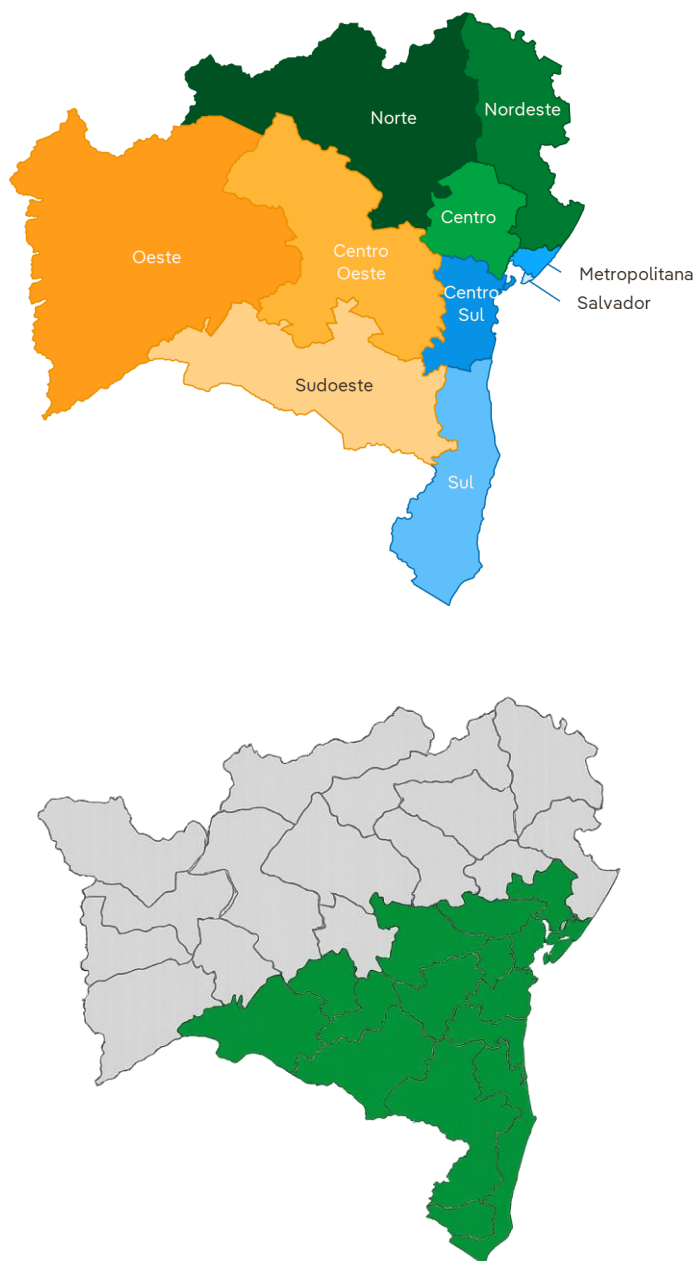 Norte
Nordeste
Centro
Oeste
Centro
Oeste
Metropolitana
Centro
Sul
Salvador
Sudoeste
Sul